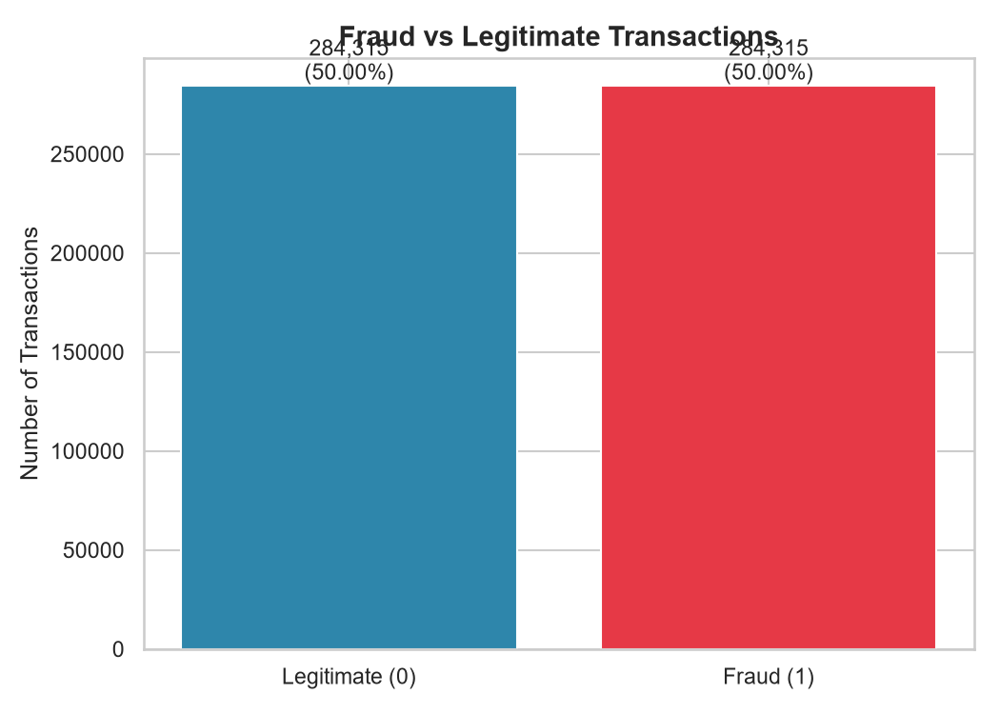 Fraud vs Legitimate Transactions
284,315
(50.00%)
284,315
(50.00%)
Number of Transactions
250000
200000
150000
100000
50000
0
Legitimate (0)
Fraud (1)